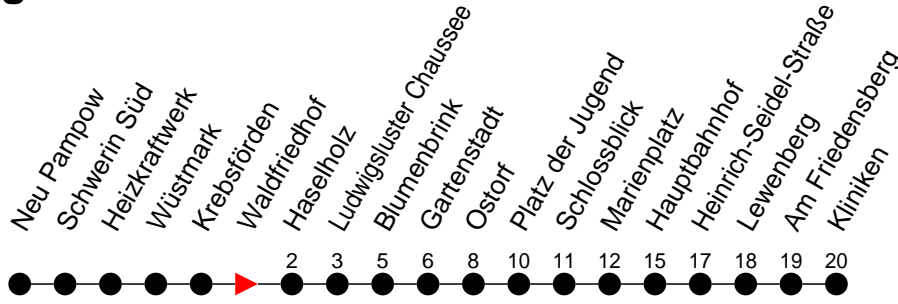 Neu Pampow
Schwerin Süd
Heizkraftwerk
Wüstmark
Krebsförden
Waldfriedhof
Haselholz
Ludwigsluster Chaussee
Blumenbrink
Gartenstadt
Ostorf
Platz der Jugend
Schlossblick
Marienplatz
Hauptbahnhof
Heinrich-Seidel-Straße
Lewenberg
Am Friedensberg
Kliniken
2 3 5 6 8 10 11 12 15 17 18 19 20